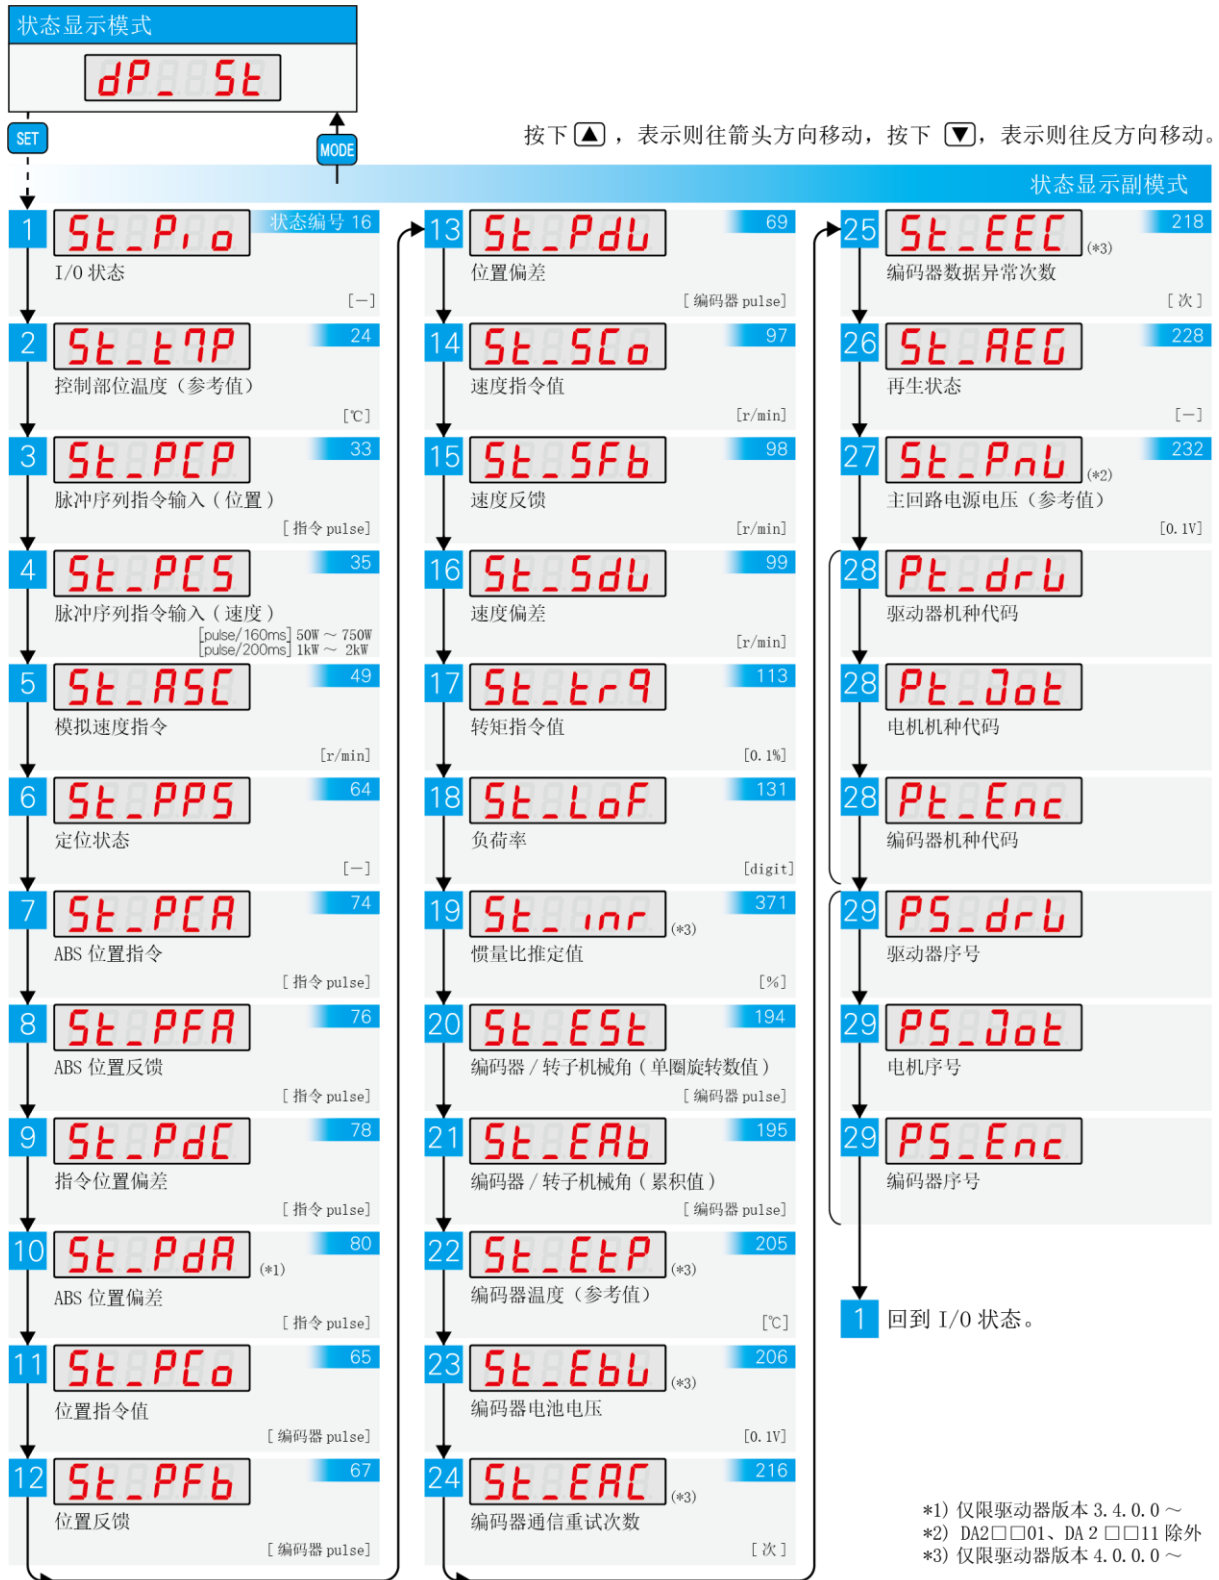 状态显示模式
dP_ St
SET
MODE
按下 ▲ ，表示则往箭头方向移动，按下 ▼，表示则往反方向移动。
状态显示副模式
1 St_Pio 状态编号 16
I/O 状态
[—]
2 St_tMP 24
控制部位温度（参考值）
[℃]
3 St_PCP 33
脉冲序列指令输入（位置）
[指令 pulse]
4 St_PCS 35
脉冲序列指令输入（速度）
[pulse/160ms] 50W ～ 750W
[pulse/200ms] 1kW ～ 2kW
5 St_ASC 49
模拟速度指令
[r/min]
6 St_PPS 64
定位状态
[—]
7 St_PCA 74
ABS 位置指令
[指令 pulse]
8 St_PFA 76
ABS 位置反馈
[指令 pulse]
9 St_PdC 78
指令位置偏差
[指令 pulse]
10 St_PdA (*1) 80
ABS 位置偏差
[指令 pulse]
11 St_PCo 65
位置指令值
[编码器 pulse]
12 St_PFb 67
位置反馈
[编码器 pulse]
13 St_PdV 69
位置偏差
[编码器 pulse]
14 St_SCo 97
速度指令值
[r/min]
15 St_SFb 98
速度反馈
[r/min]
16 St_SdV 99
速度偏差
[r/min]
17 St_trq 113
转矩指令值
[0.1%]
18 St_LoF 131
负荷率
[digit]
19 St_inr (*3) 371
惯量比推定值
[%]
20 St_ESt 194
编码器 / 转子机械角（单圈旋转数值）
[编码器 pulse]
21 St_EAb 195
编码器 / 转子机械角（累积值）
[编码器 pulse]
22 St_EtP (*3) 205
编码器温度（参考值）
[℃]
23 St_EbV (*3) 206
编码器电池电压
[0.1V]
24 St_EAC (*3) 216
编码器通信重试次数
[次]
25 St_EEC (*3) 218
编码器数据异常次数
[次]
26 St_REG 228
再生状态
[—]
27 St_PnV (*2) 232
主回路电源电压（参考值）
[0.1V]
28 Pt_drV
驱动器机种代码
28 Pt_Mot
电机机种代码
28 Pt_Enc
编码器机种代码
29 PS_drV
驱动器序号
29 PS_Mot
电机序号
29 PS_Enc
编码器序号
1 回到 I/O 状态。
*1) 仅限驱动器版本 3.4.0.0 ～
*2) DA2□□01、DA2□□11 除外
*3) 仅限驱动器版本 4.0.0.0 ～